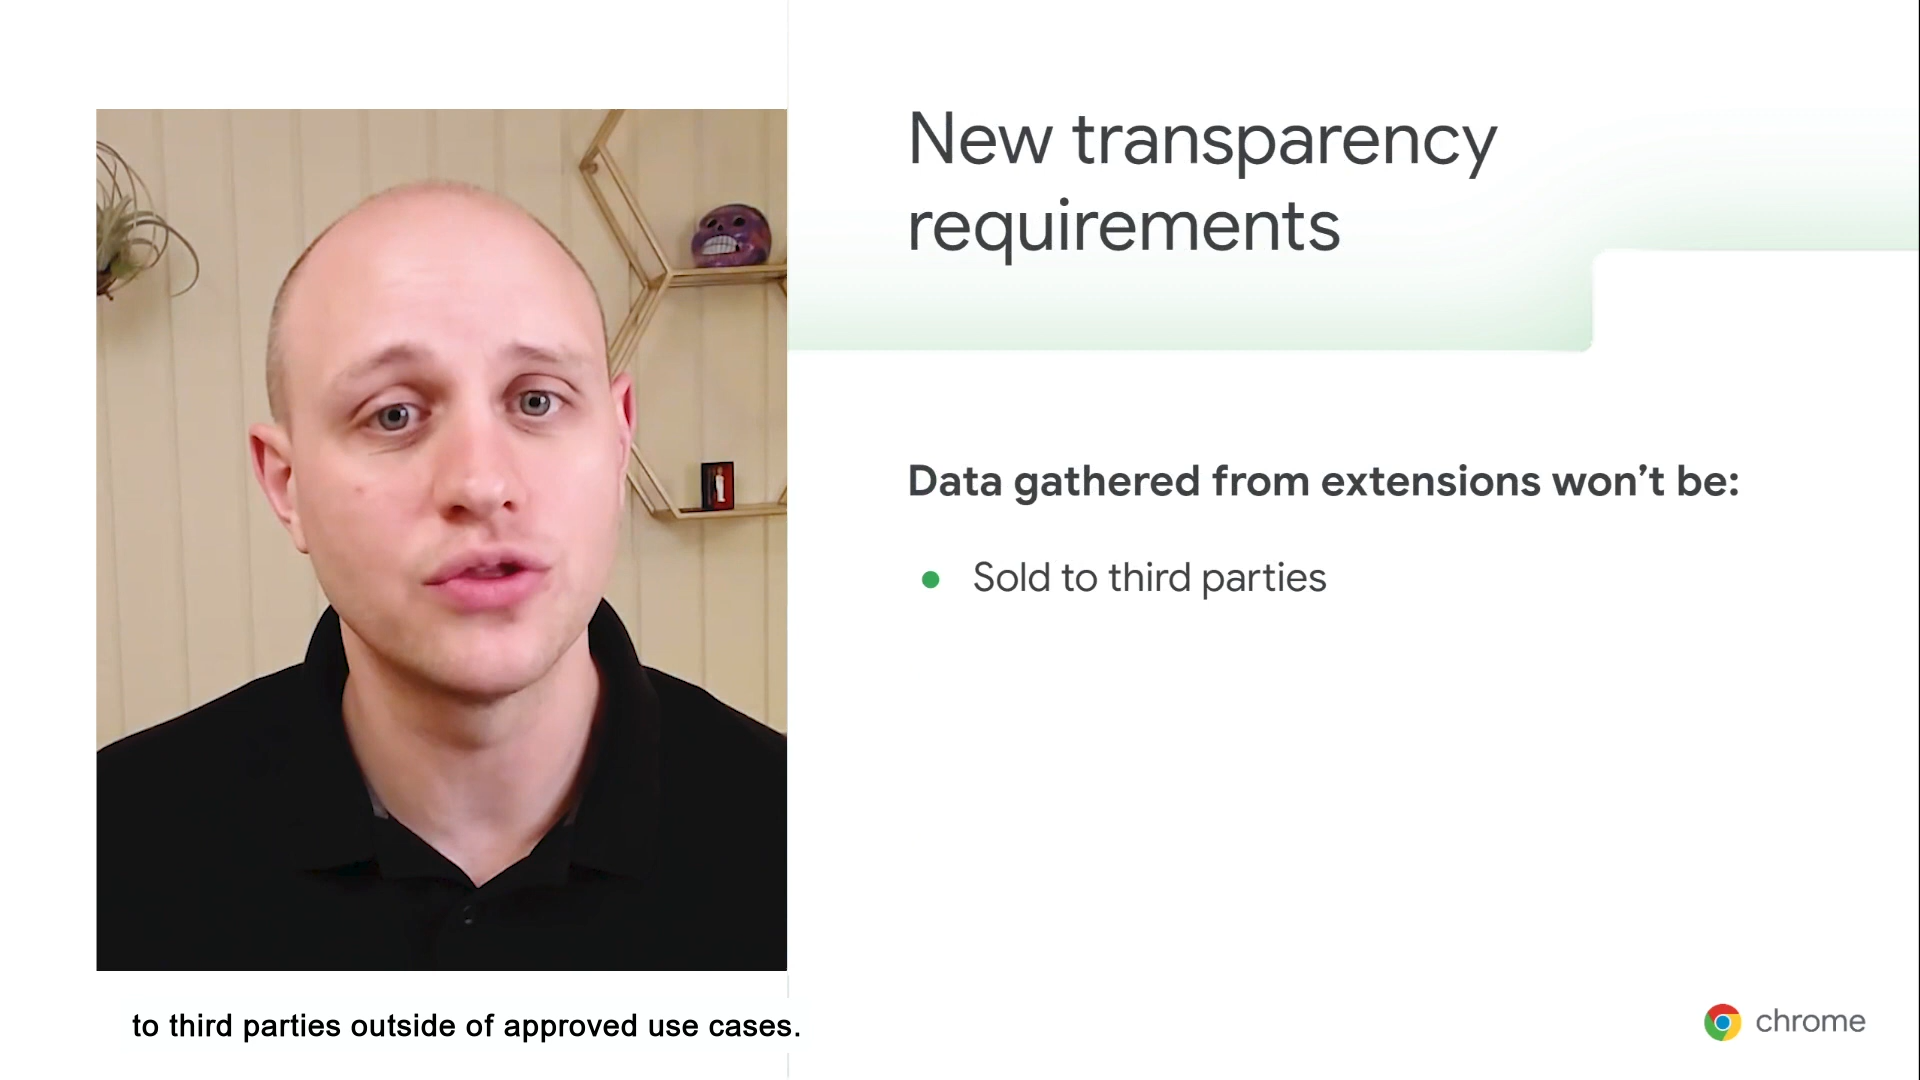 New transparency
requirements
Data gathered from extensions won’t be:
Sold to third parties
to third parties outside of approved use cases.
chrome